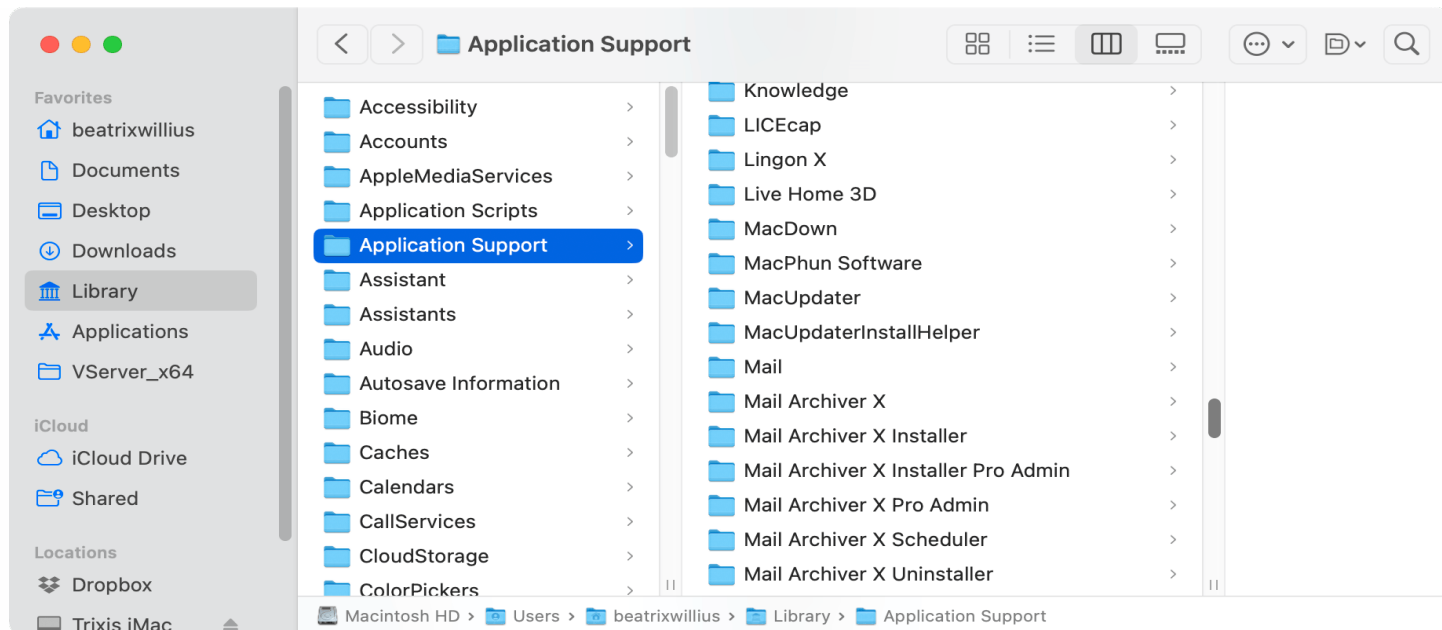 Application Support
Favorites
beatrixwillius
Documents
Desktop
Downloads
Library
Applications
VServer_x64
iCloud
iCloud Drive
Shared
Locations
Dropbox
Trixis iMac
Accessibility
Accounts
AppleMediaServices
Application Scripts
Application Support
Assistant
Assistants
Audio
Autosave Information
Biome
Caches
Calendars
CallServices
CloudStorage
ColorPickers
Knowledge
LICEcap
Lingon X
Live Home 3D
MacDown
MacPhun Software
MacUpdater
MacUpdaterInstallHelper
Mail
Mail Archiver X
Mail Archiver X Installer
Mail Archiver X Installer Pro Admin
Mail Archiver X Pro Admin
Mail Archiver X Scheduler
Mail Archiver X Uninstaller
Macintosh HD › Users › beatrixwillius › Library › Application Support